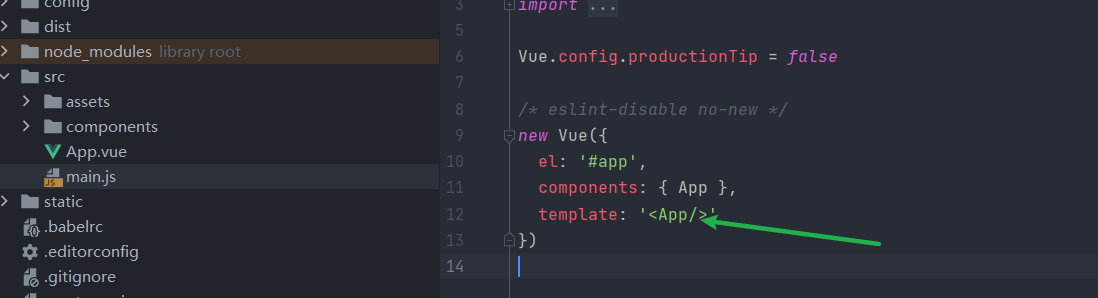 config
dist
node_modules library root
src
assets
components
App.vue
main.js
static
.babelrc
.editorconfig
.gitignore
3 import ...
5
6 Vue.config.productionTip = false
7
8 /* eslint-disable no-new */
9 new Vue({
10 el: '#app',
11 components: { App },
12 template: '<App/>'
13 })
14